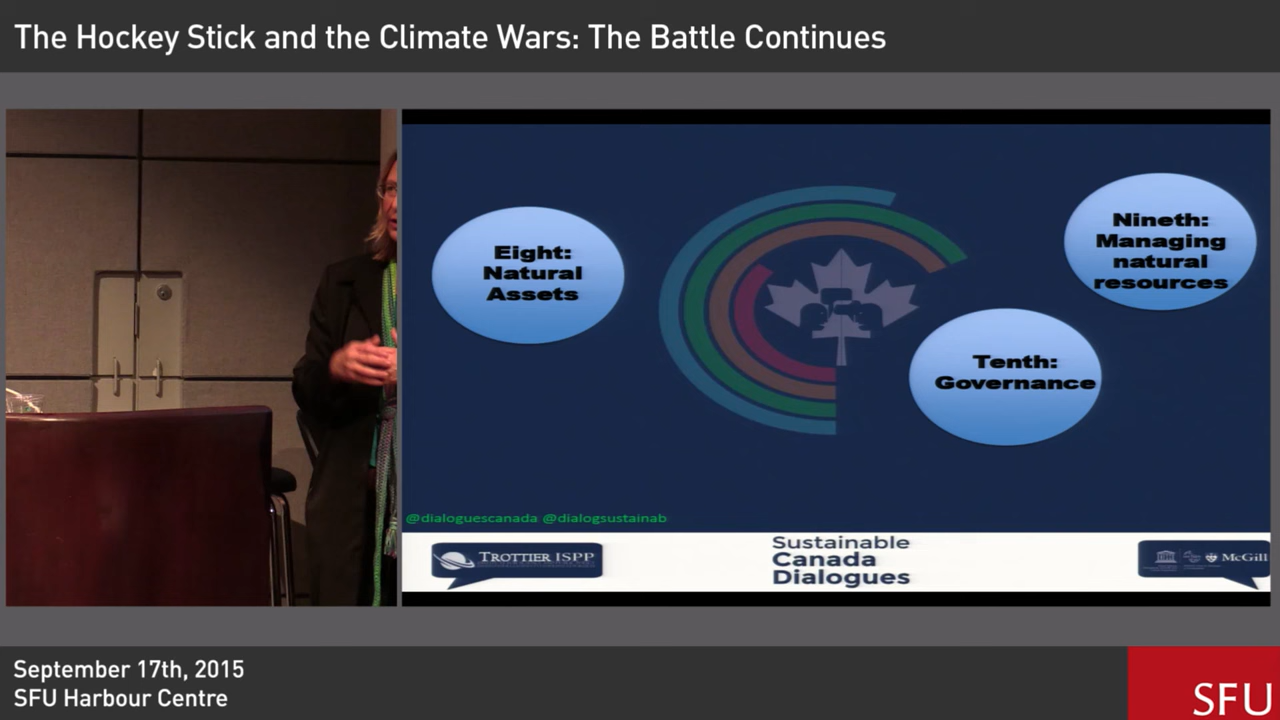 The Hockey Stick and the Climate Wars: The Battle Continues
Eight:
Natural
Assets
Nineth:
Managing
natural
resources
Tenth:
Governance
@dialoguescanada @dialogsustainab
TROTTIER ISPP
Sustainable
Canada
Dialogues
McGill
September 17th, 2015
SFU Harbour Centre
SFU